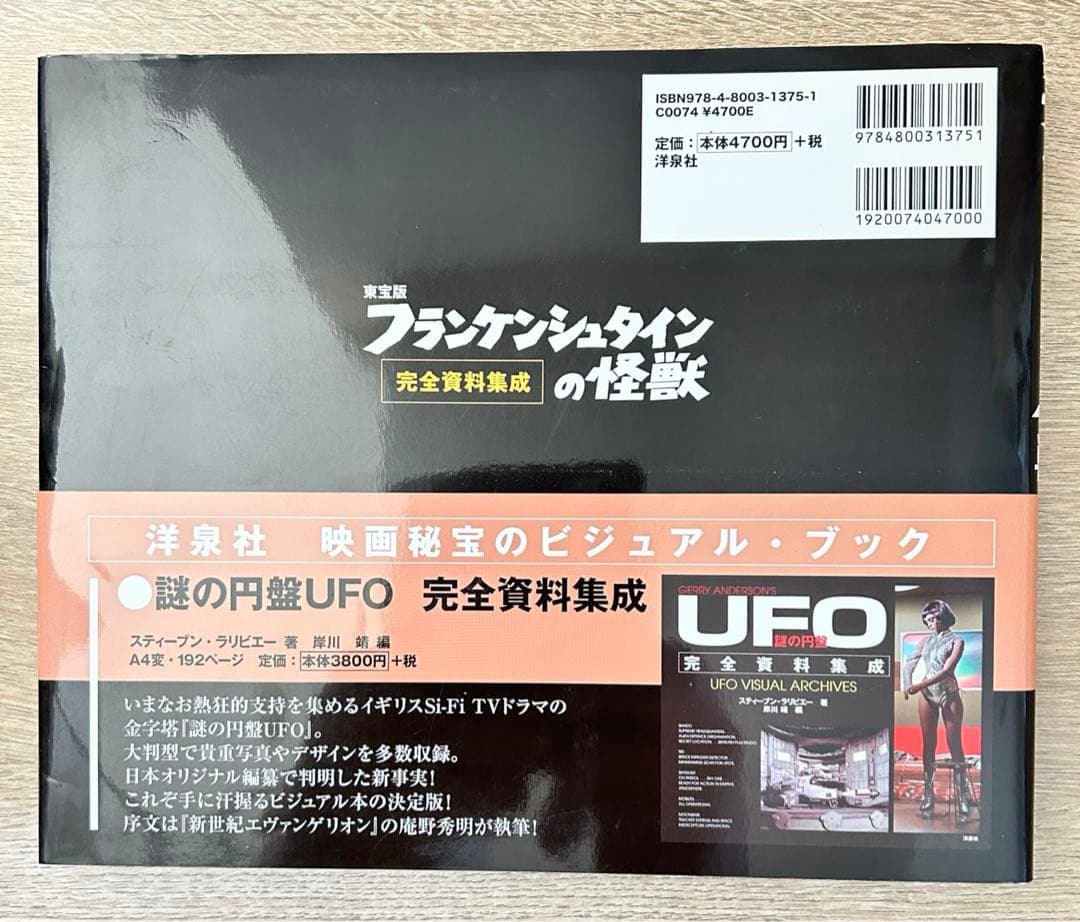 ISBN978-4-8003-1375-1
C0074 ¥4700E
定価：本体4700円＋税
洋泉社
9784800313751
1920074047000
東宝版
フランケンシュタイン
完全資料集成
の怪獣
洋泉社　映画秘宝のビジュアル・ブック
●謎の円盤UFO　完全資料集成
スティーブン・ラリビエー 著　岸川　靖 編
A4変・192ページ　定価：本体3800円＋税
いまなお熱狂的支持を集めるイギリスSi-Fi TVドラマの
金字塔『謎の円盤UFO』。
大判型で貴重写真やデザインを多数収録。
日本オリジナル編纂で判明した新事実!
これぞ手に汗握るビジュアル本の決定版!
序文は『新世紀エヴァンゲリオン』の庵野秀明が執筆!
GERRY ANDERSON'S
UFO
謎の円盤
完全資料集成
UFO VISUAL ARCHIVES
スティーブン・ラリビエー 著
岸川 靖 編
洋泉社